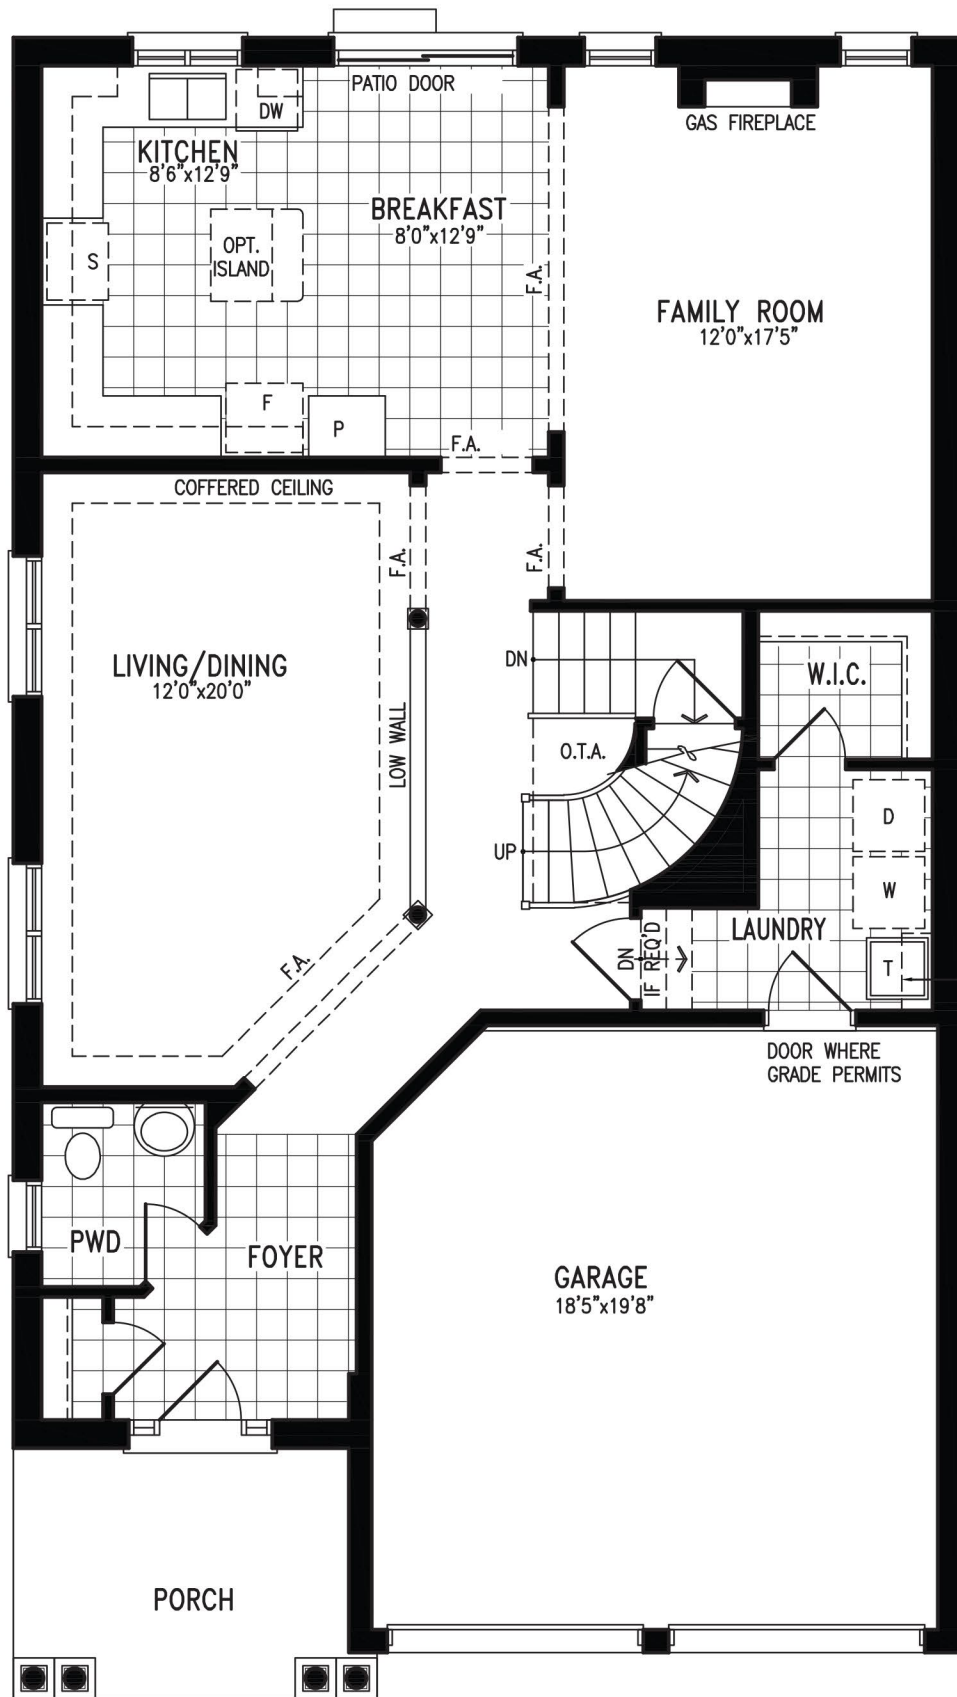 PATIO DOOR
DW
GAS FIREPLACE
KITCHEN
8'6"x12'9"
BREAKFAST
8'0"x12'9"
OPT.
ISLAND
S
F.A.
FAMILY ROOM
12'0"x17'5"
F
P
F.A.
COFFERED CEILING
F.A.
F.A.
LIVING/DINING
12'0"x20'0"
DN
W.I.C.
LOW WALL
O.T.A.
D
UP
W
LAUNDRY
DN
IF REQ'D
F.A.
T
DOOR WHERE
GRADE PERMITS
PWD
FOYER
GARAGE
18'5"x19'8"
PORCH